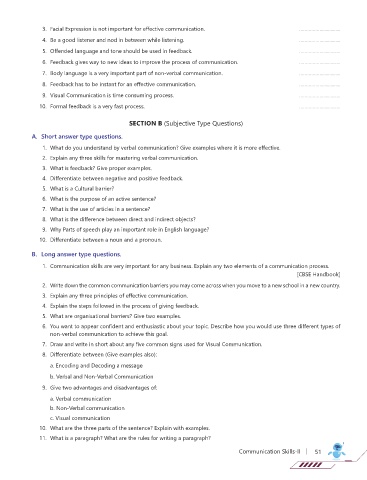 3. Facial Expression is not important for effective communication. ........................
4. Be a good listener and nod in between while listening. ........................
5. Offended language and tone should be used in feedback. ........................
6. Feedback gives way to new ideas to improve the process of communication. ........................
7. Body language is a very important part of non-verbal communication. ........................
8. Feedback has to be instant for an effective communication. ........................
9. Visual Communication is time consuming process. ........................
10. Formal feedback is a very fast process. ........................
SECTION B (Subjective Type Questions)
A. Short answer type questions.
1. What do you understand by verbal communication? Give examples where it is more effective.
2. Explain any three skills for mastering verbal communication.
3. What is feedback? Give proper examples.
4. Differentiate between negative and positive feedback.
5. What is a Cultural barrier?
6. What is the purpose of an active sentence?
7. What is the use of articles in a sentence?
8. What is the difference between direct and indirect objects?
9. Why Parts of speech play an important role in English language?
10. Differentiate between a noun and a pronoun.
B. Long answer type questions.
1. Communication skills are very important for any business. Explain any two elements of a communication process.
[CBSE Handbook]
2. Write down the common communication barriers you may come across when you move to a new school in a new country.
3. Explain any three principles of effective communication.
4. Explain the steps followed in the process of giving feedback.
5. What are organisational barriers? Give two examples.
6. You want to appear confident and enthusiastic about your topic. Describe how you would use three different types of
non-verbal communication to achieve this goal.
7. Draw and write in short about any five common signs used for Visual Communication.
8. Differentiate between (Give examples also):
a. Encoding and Decoding a message
b. Verbal and Non-Verbal Communication
9. Give two advantages and disadvantages of:
a. Verbal communication
b. Non-Verbal communication
c. Visual communication
10. What are the three parts of the sentence? Explain with examples.
11. What is a paragraph? What are the rules for writing a paragraph?
Communication Skills-II | 51